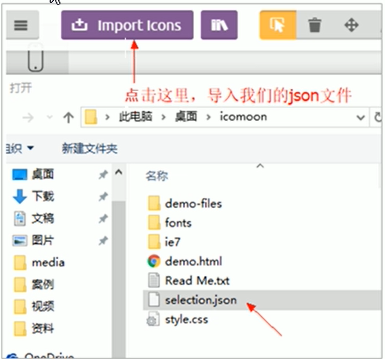 Import Icons
点击这里，导入我们的json文件
打开
此电脑 > 桌面 > icomoon
组织 新建文件夹
名称
桌面
下载
文稿
图片
media
案例
视频
资料
OneDrive
demo-files
fonts
ie7
demo.html
Read Me.txt
selection.json
style.css